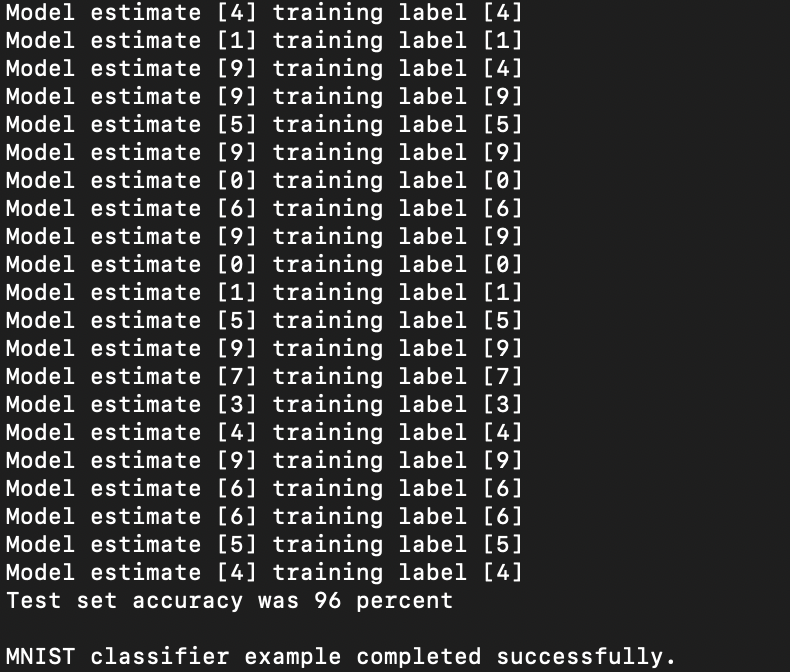 Model estimate [4] training label [4]
Model estimate [1] training label [1]
Model estimate [9] training label [4]
Model estimate [9] training label [9]
Model estimate [5] training label [5]
Model estimate [9] training label [9]
Model estimate [0] training label [0]
Model estimate [6] training label [6]
Model estimate [9] training label [9]
Model estimate [0] training label [0]
Model estimate [1] training label [1]
Model estimate [5] training label [5]
Model estimate [9] training label [9]
Model estimate [7] training label [7]
Model estimate [3] training label [3]
Model estimate [4] training label [4]
Model estimate [9] training label [9]
Model estimate [6] training label [6]
Model estimate [6] training label [6]
Model estimate [5] training label [5]
Model estimate [4] training label [4]
Test set accuracy was 96 percent
MNIST classifier example completed successfully.